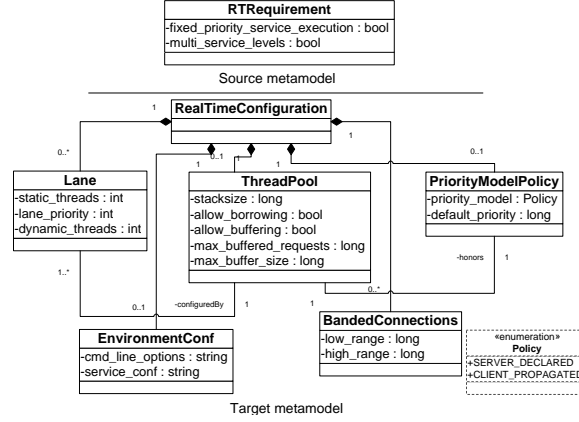 RTRequirement
-fixed_priority_service_execution : bool
-multi_service_levels : bool
Source metamodel
RealTimeConfiguration
1
1
0..1
1
1
1
0..*
0..1
Lane
-static_threads : int
-lane_priority : int
-dynamic_threads : int
ThreadPool
-stacksize : long
-allow_borrowing : bool
-allow_buffering : bool
-max_buffered_requests : long
-max_buffer_size : long
PriorityModelPolicy
-priority_model : Policy
-default_priority : long
1..*
-honors
1
0..*
0..1
-configuredBy
1
1
EnvironmentConf
-cmd_line_options : string
-service_conf : string
BandedConnections
-low_range : long
-high_range : long
«enumeration»
Policy
+SERVER_DECLARED
+CLIENT_PROPAGATED
Target metamodel